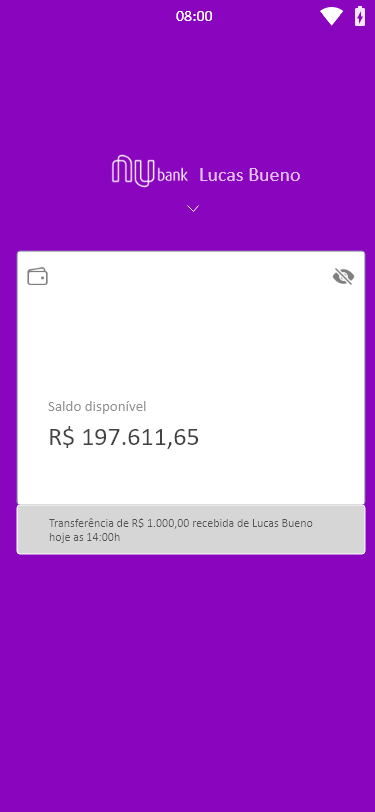 08:00
nu bank Lucas Bueno
Saldo disponível
R$ 197.611,65
Transferência de R$ 1.000,00 recebida de Lucas Bueno
hoje as 14:00h